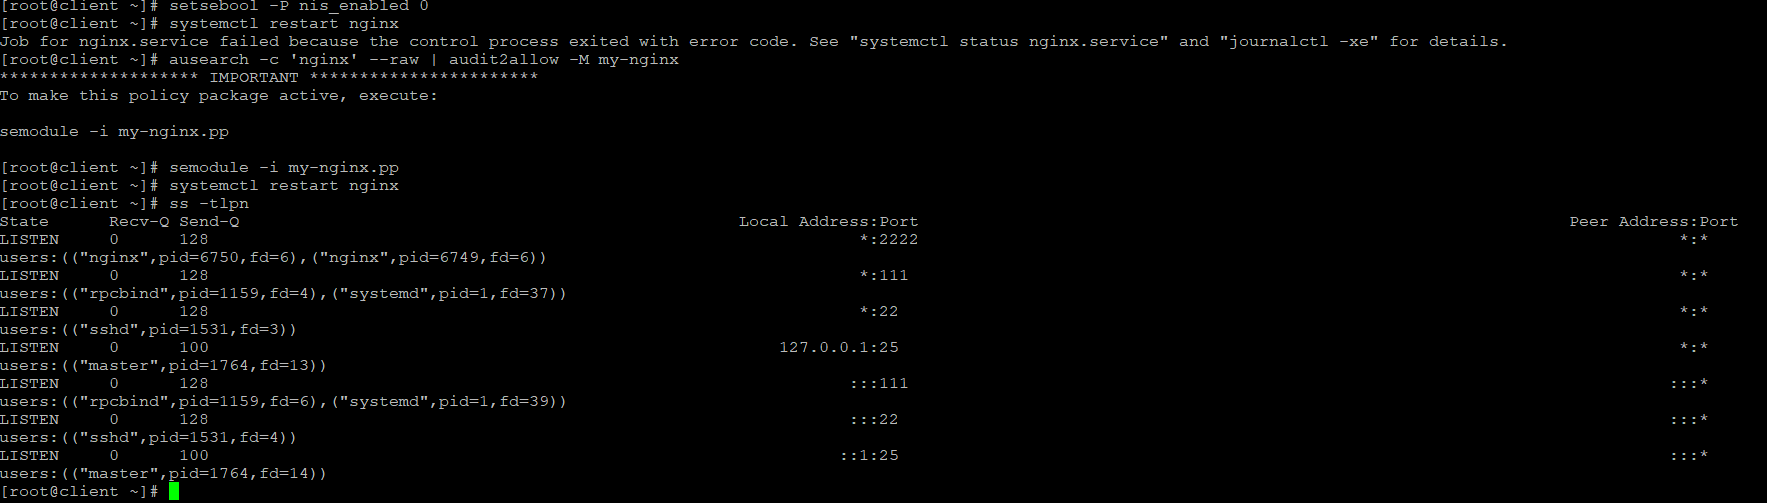 [root@client ~]# setsebool -P nis_enabled 0
[root@client ~]# systemctl restart nginx
Job for nginx.service failed because the control process exited with error code. See "systemctl status nginx.service" and "journalctl -xe" for details.
[root@client ~]# ausearch -c 'nginx' --raw | audit2allow -M my-nginx
******************** IMPORTANT ***********************
To make this policy package active, execute:

semodule -i my-nginx.pp

[root@client ~]# semodule -i my-nginx.pp
[root@client ~]# systemctl restart nginx
[root@client ~]# ss -tlpn
State      Recv-Q Send-Q                                                  Local Address:Port                                                                 Peer Address:Port
LISTEN     0      128                                                                 *:2222                                                                            *:*
users:(("nginx",pid=6750,fd=6),("nginx",pid=6749,fd=6))
LISTEN     0      128                                                                 *:111                                                                             *:*
users:(("rpcbind",pid=1159,fd=4),("systemd",pid=1,fd=37))
LISTEN     0      128                                                                 *:22                                                                              *:*
users:(("sshd",pid=1531,fd=3))
LISTEN     0      100                                                         127.0.0.1:25                                                                              *:*
users:(("master",pid=1764,fd=13))
LISTEN     0      128                                                                :::111                                                                            :::*
users:(("rpcbind",pid=1159,fd=6),("systemd",pid=1,fd=39))
LISTEN     0      128                                                                :::22                                                                             :::*
users:(("sshd",pid=1531,fd=4))
LISTEN     0      100                                                               ::1:25                                                                             :::*
users:(("master",pid=1764,fd=14))
[root@client ~]#